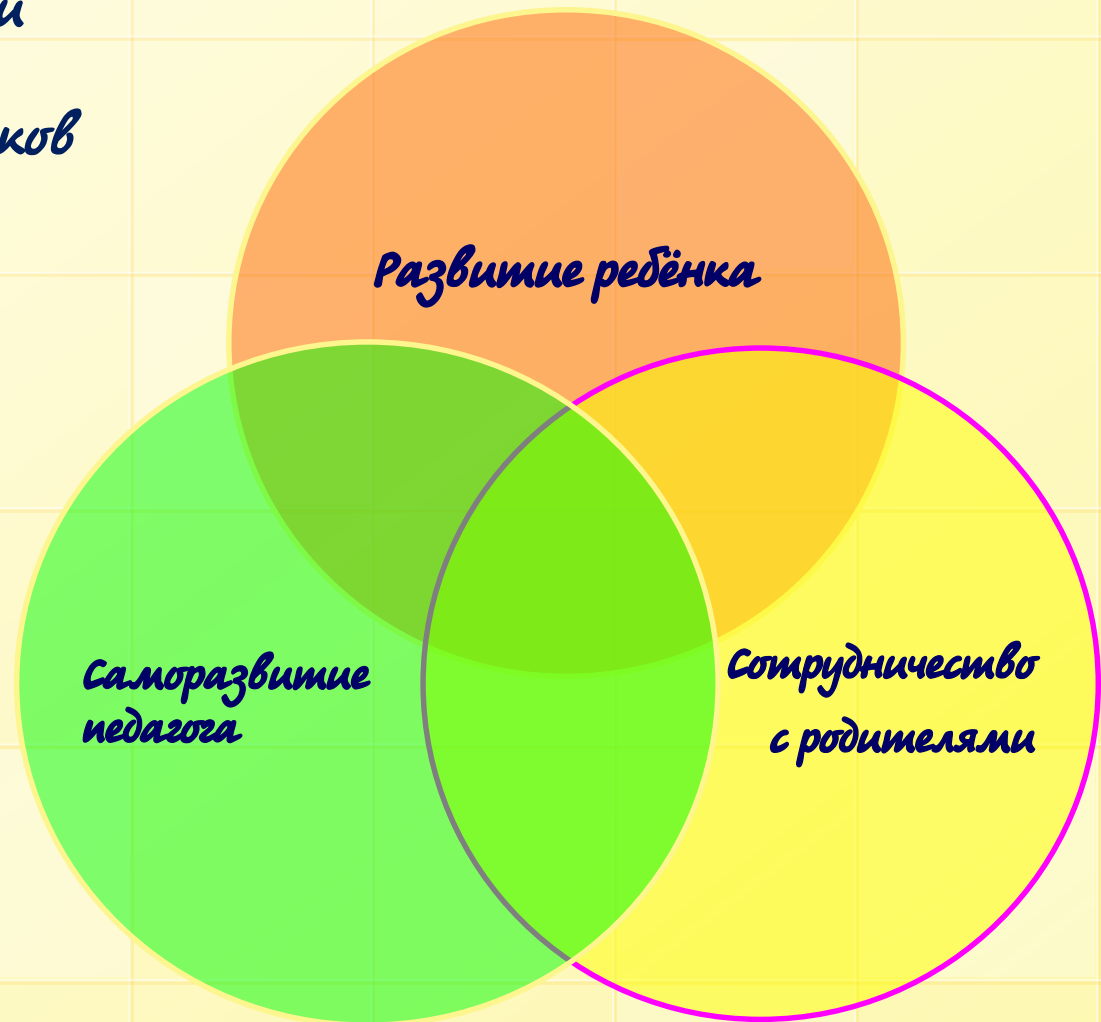 и
ков
Развитие ребёнка
Саморазвитие
педагога
Сотрудничество
с родителями